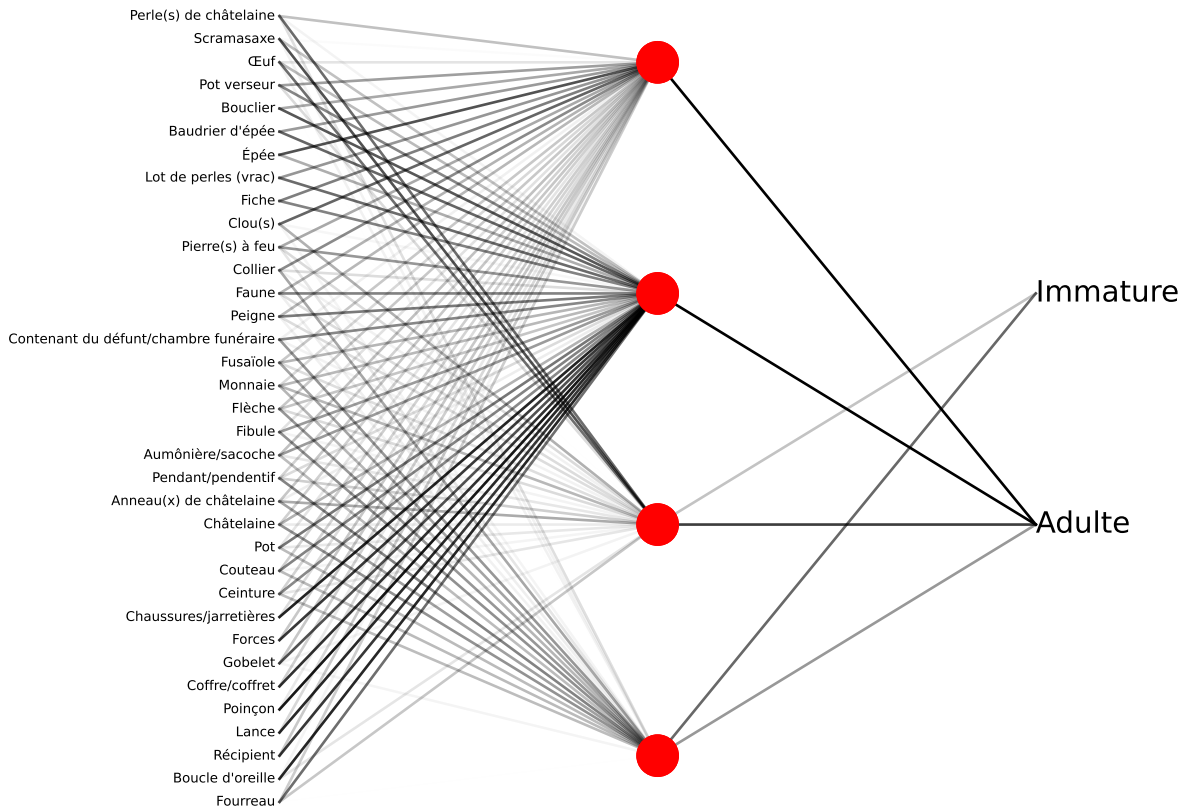 Perle(s) de châtelaine
Scramasaxe
Œuf
Pot verseur
Bouclier
Baudrier d'épée
Épée
Lot de perles (vrac)
Fiche
Clou(s)
Pierre(s) à feu
Collier
Faune
Immature
Peigne
Contenant du défunt/chambre funéraire
Fusaïole
Monnaie
Flèche
Fibule
Aumônière/sacoche
Pendant/pendentif
Anneau(x) de châtelaine
Châtelaine
Adulte
Pot
Couteau
Ceinture
Chaussures/jarretières
Forces
Gobelet
Coffre/coffret
Poinçon
Lance
Récipient
Boucle d'oreille
Fourreau